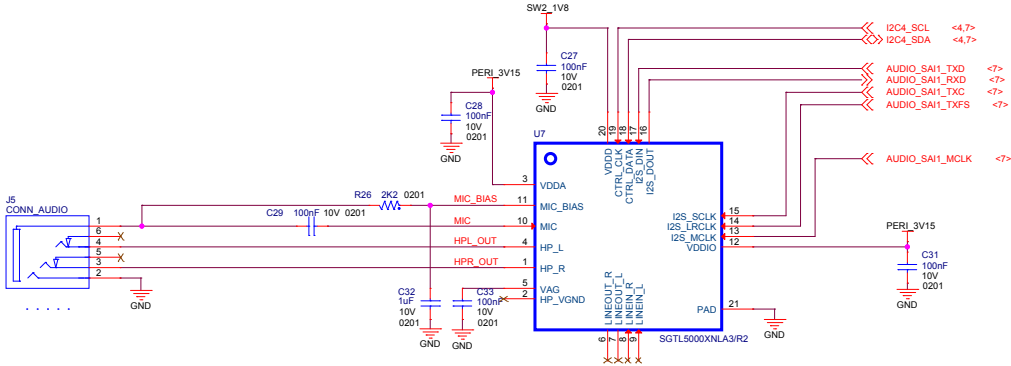 SW2_1V8
I2C4_SCL <4,7>
I2C4_SDA <4,7>
C27
100nF
10V
0201
GND
AUDIO_SAI1_TXD <7>
AUDIO_SAI1_RXD <7>
AUDIO_SAI1_TXC <7>
AUDIO_SAI1_TXFS <7>
AUDIO_SAI1_MCLK <7>
PERI_3V15
C28
100nF
10V
0201
GND
U7
20 19 18 17 16
VDDD
CTRL_CLK
CTRL_DATA
I2S_DIN
I2S_DOUT
3 VDDA
R26 2K2 0201
MIC_BIAS 11 MIC_BIAS
C29 100nF 10V 0201
MIC 10 MIC
HPL_OUT 4 HP_L
HPR_OUT 1 HP_R
5 VAG
2 HP_VGND
J5
CONN_AUDIO
1
6
4
5
3
2
GND
. . . . .
C32
1uF
10V
0201
GND
C33
100nF
10V
0201
GND
I2S_SCLK 15
I2S_LRCLK 14
I2S_MCLK 13
VDDIO 12
PERI_3V15
C31
100nF
10V
0201
GND
PAD 21
GND
LINEOUT_R
LINEOUT_L
LINEIN_R
LINEIN_L
6 7 8 9
SGTL5000XNLA3/R2